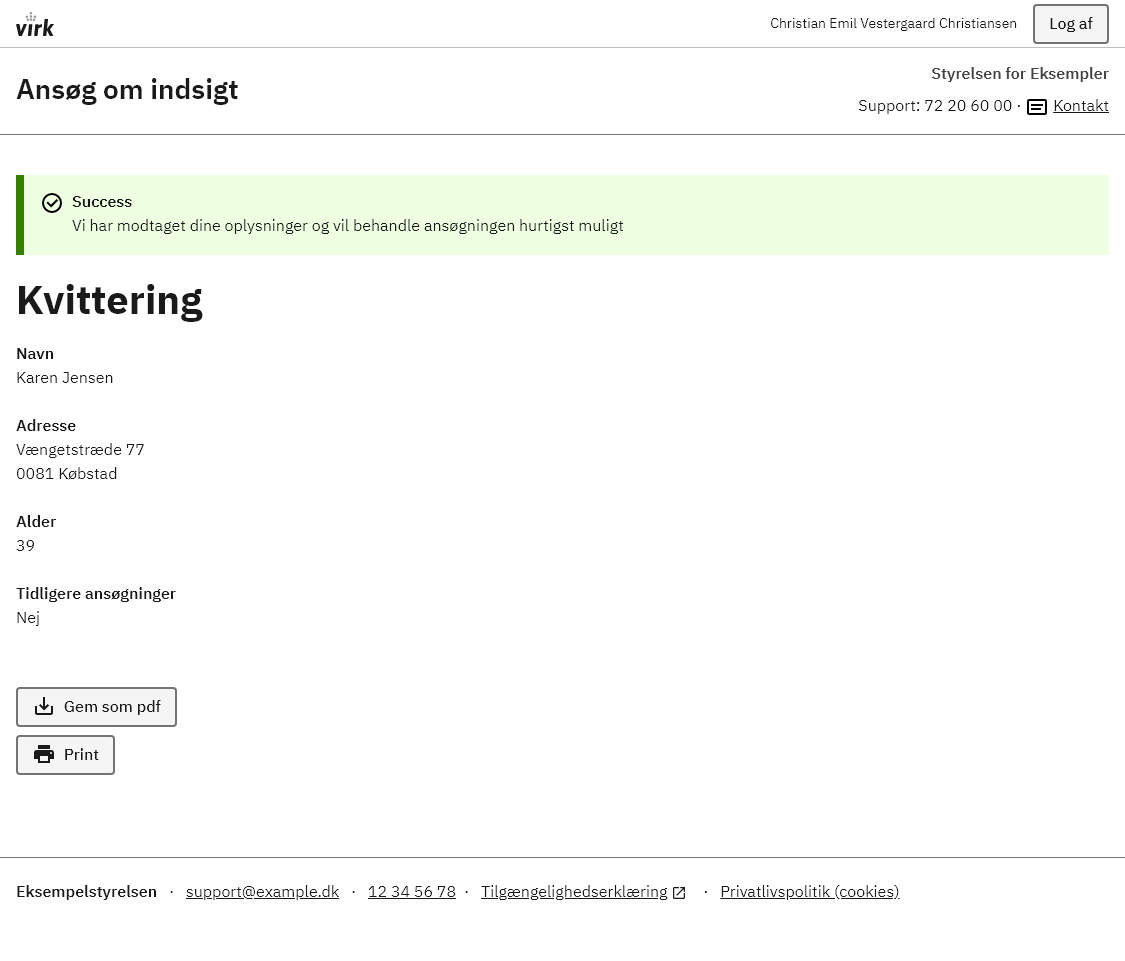 virk
Christian Emil Vestergaard Christiansen
Log af
Ansøg om indsigt
Styrelsen for Eksempler
Support: 72 20 60 00 · Kontakt
Success
Vi har modtaget dine oplysninger og vil behandle ansøgningen hurtigst muligt
Kvittering
Navn
Karen Jensen
Adresse
Vængetstræde 77
0081 Købstad
Alder
39
Tidligere ansøgninger
Nej
Gem som pdf
Print
Eksempelstyrelsen · support@example.dk · 12 34 56 78 · Tilgængelighedserklæring · Privatlivspolitik (cookies)